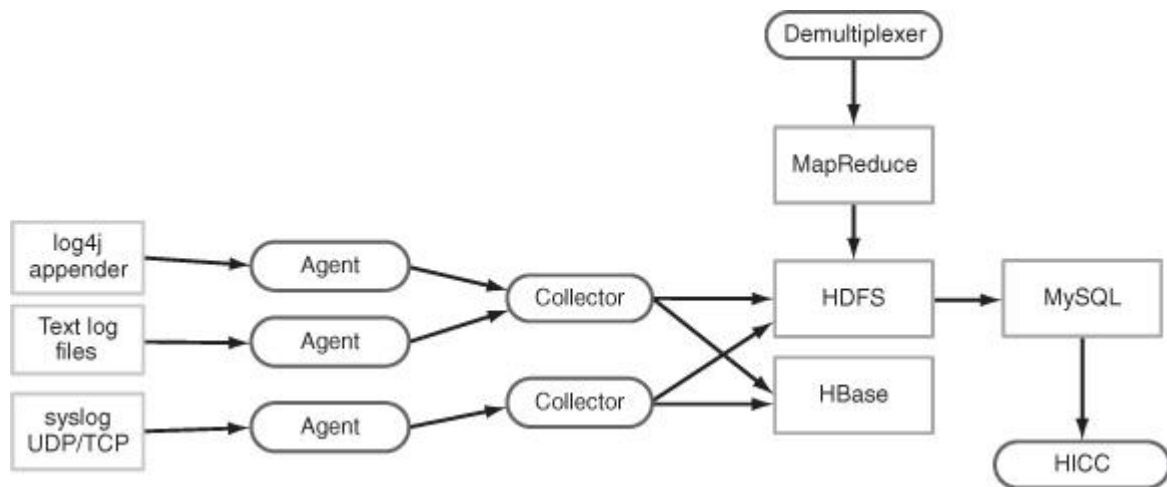 Demultiplexer
MapReduce
log4j
appender
Agent
Collector
HDFS
MySQL
Text log
files
Agent
syslog
UDP/TCP
Agent
Collector
HBase
HICC